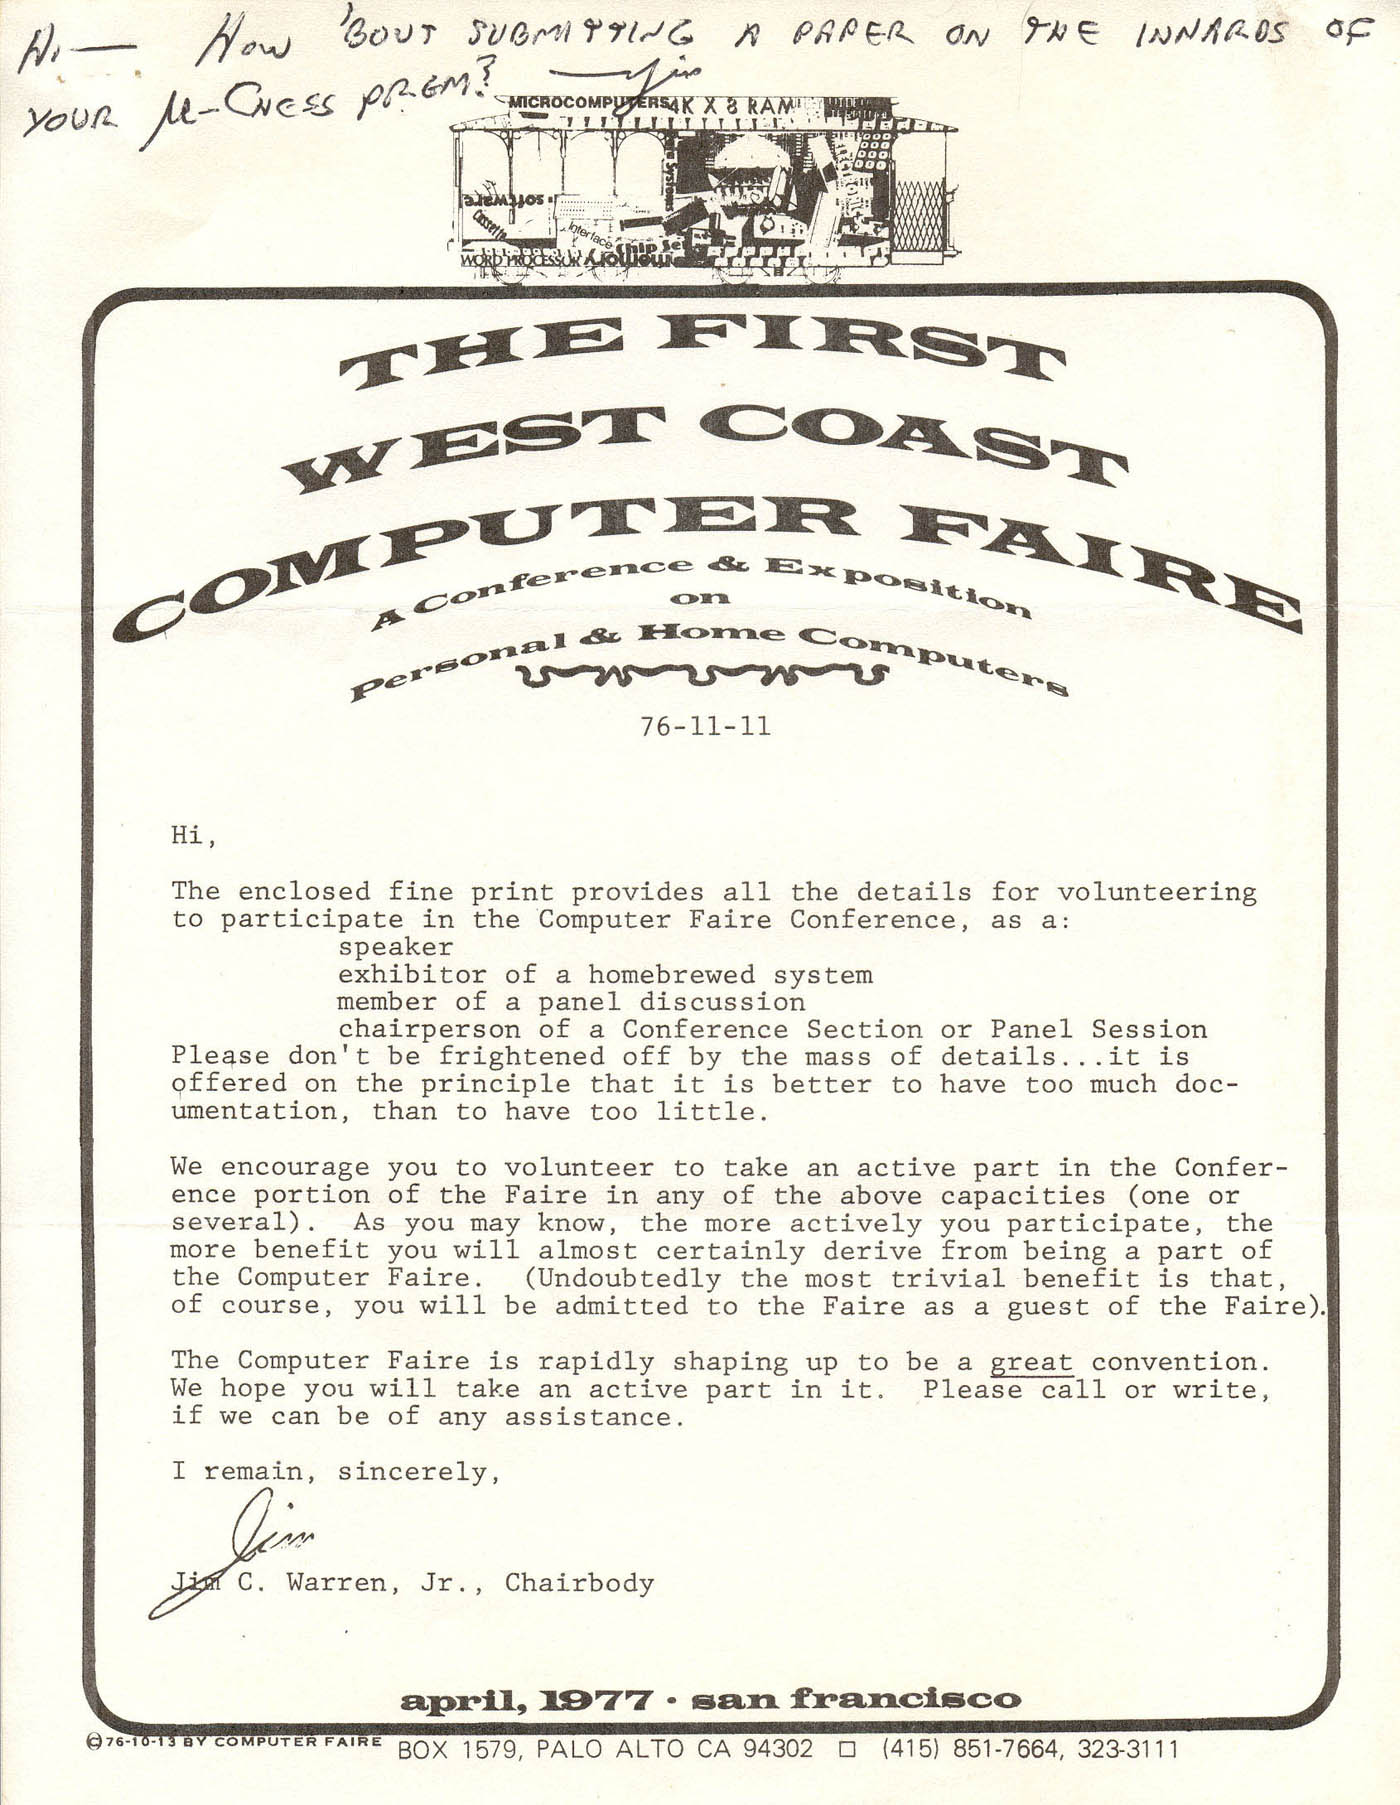 Hi— How 'BOUT SUBMITTING A PAPER ON THE INNARDS OF
YOUR µ-CHESS PRGM? —Jim
MICROCOMPUTERS 4K X 8 RAM
software
Cassette
Interface
Chip Set
WORD PROCESSOR memory
THE FIRST
WEST COAST
COMPUTER FAIRE
A Conference & Exposition
on
Personal & Home Computers
76-11-11
Hi,
The enclosed fine print provides all the details for volunteering
to participate in the Computer Faire Conference, as a:
speaker
exhibitor of a homebrewed system
member of a panel discussion
chairperson of a Conference Section or Panel Session
Please don't be frightened off by the mass of details...it is
offered on the principle that it is better to have too much doc-
umentation, than to have too little.
We encourage you to volunteer to take an active part in the Confer-
ence portion of the Faire in any of the above capacities (one or
several).  As you may know, the more actively you participate, the
more benefit you will almost certainly derive from being a part of
the Computer Faire.  (Undoubtedly the most trivial benefit is that,
of course, you will be admitted to the Faire as a guest of the Faire).
The Computer Faire is rapidly shaping up to be a great convention.
We hope you will take an active part in it.  Please call or write,
if we can be of any assistance.
I remain, sincerely,
Jim
Jim C. Warren, Jr., Chairbody
april, 1977 · san francisco
©76-10-13 BY COMPUTER FAIRE BOX 1579, PALO ALTO CA 94302 □ (415) 851-7664, 323-3111